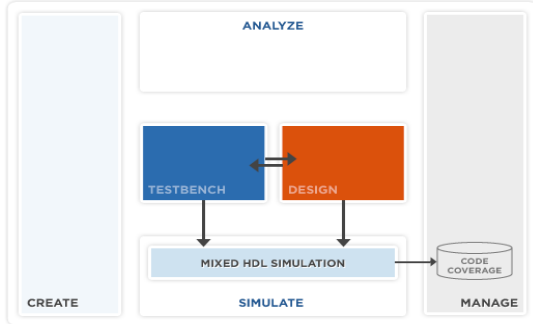 ANALYZE
TESTBENCH
DESIGN
MIXED HDL SIMULATION
CODE
COVERAGE
CREATE
SIMULATE
MANAGE